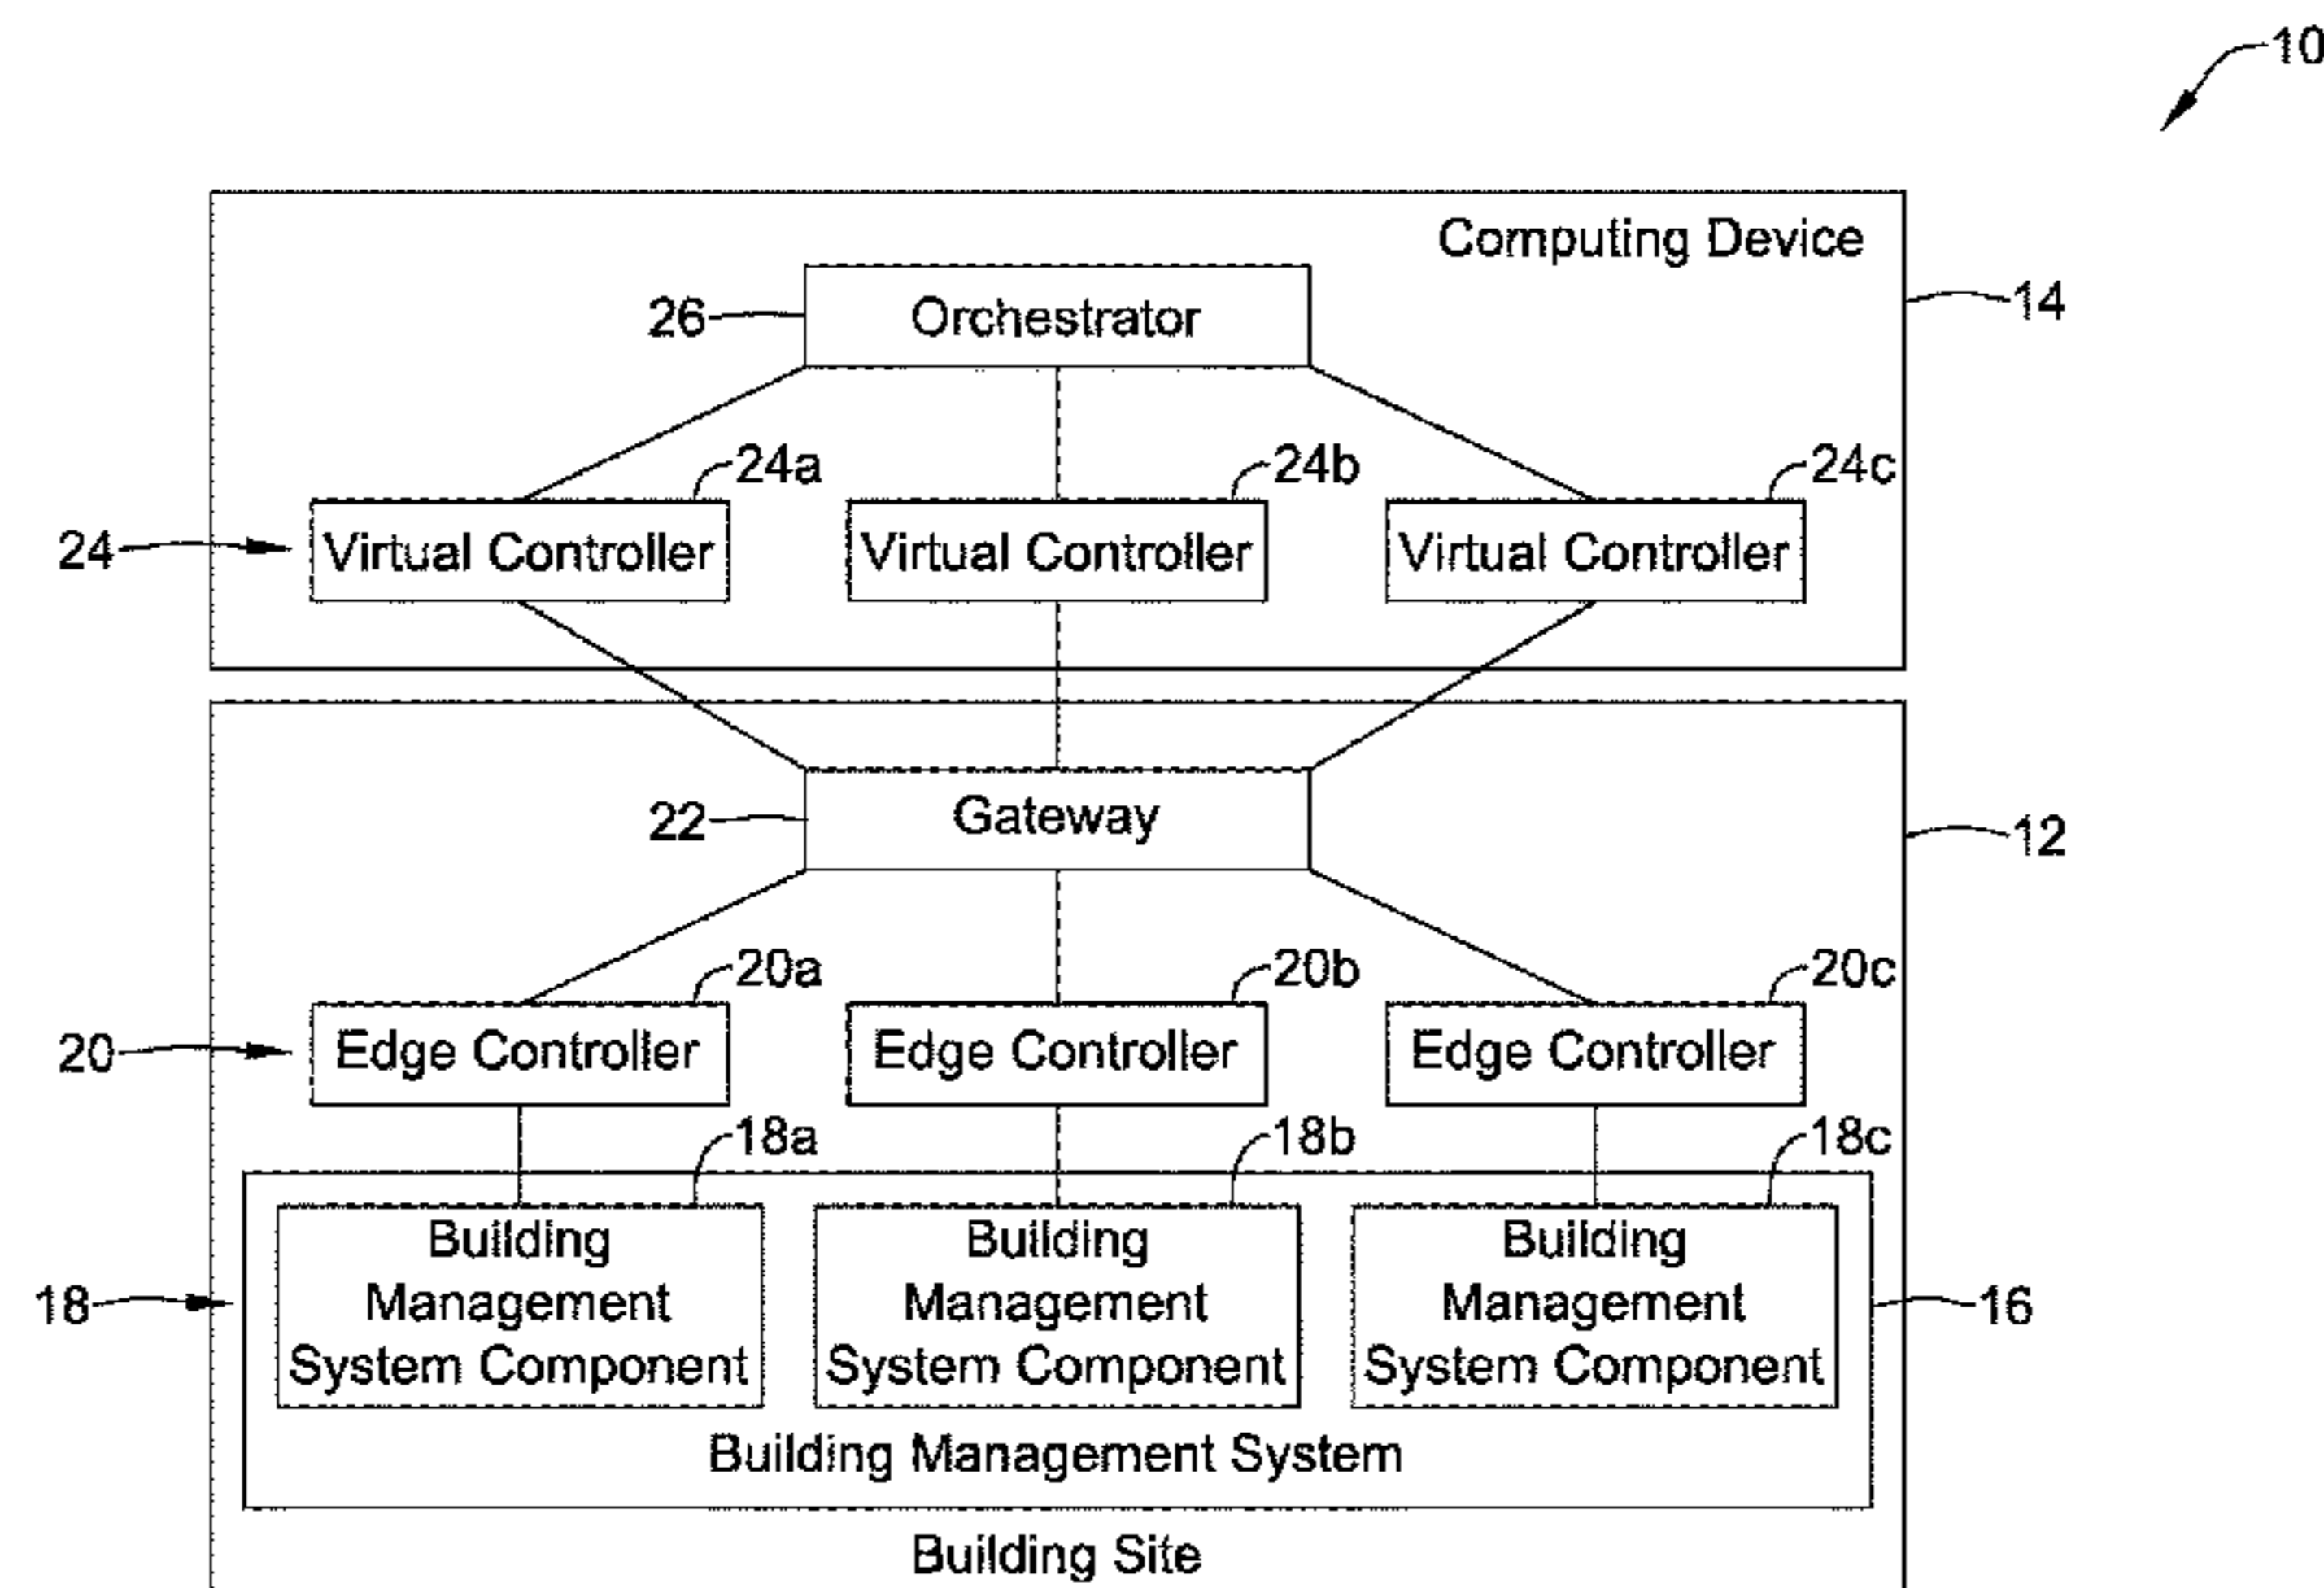 10
Computing Device
14
26
Orchestrator
24a
24b
24c
24
Virtual Controller
Virtual Controller
Virtual Controller
22
Gateway
12
20a
20b
20c
20
Edge Controller
Edge Controller
Edge Controller
18a
18b
18c
Building
Management
System Component
Building
Management
System Component
Building
Management
System Component
18
16
Building Management System
Building Site